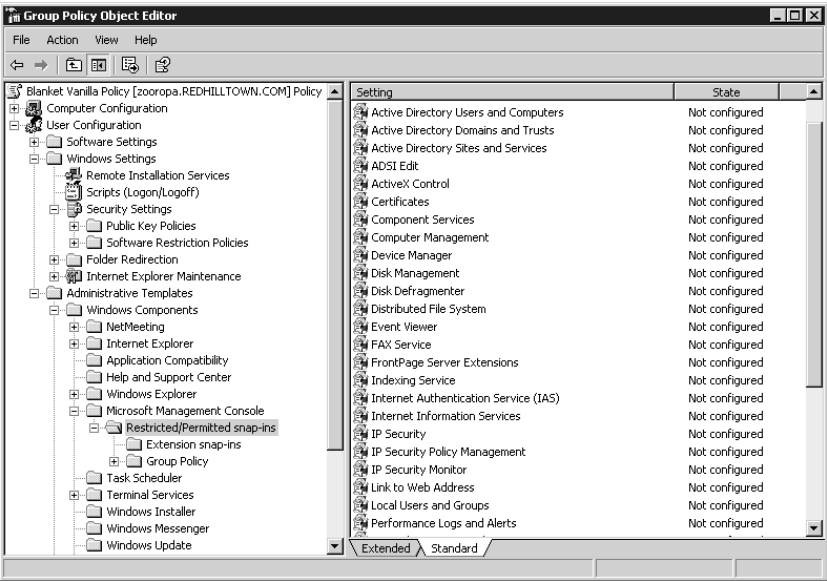 Group Policy Object Editor
File Action View Help
Blanket Vanilla Policy [zooropa.REDHILLTOWN.COM] Policy
Computer Configuration
User Configuration
Software Settings
Windows Settings
Remote Installation Services
Scripts (Logon/Logoff)
Security Settings
Public Key Policies
Software Restriction Policies
Folder Redirection
Internet Explorer Maintenance
Administrative Templates
Windows Components
NetMeeting
Internet Explorer
Application Compatibility
Help and Support Center
Windows Explorer
Microsoft Management Console
Restricted/Permitted snap-ins
Extension snap-ins
Group Policy
Task Scheduler
Terminal Services
Windows Installer
Windows Messenger
Windows Update
Setting State
Active Directory Users and Computers Not configured
Active Directory Domains and Trusts Not configured
Active Directory Sites and Services Not configured
ADSI Edit Not configured
ActiveX Control Not configured
Certificates Not configured
Component Services Not configured
Computer Management Not configured
Device Manager Not configured
Disk Management Not configured
Disk Defragmenter Not configured
Distributed File System Not configured
Event Viewer Not configured
FAX Service Not configured
FrontPage Server Extensions Not configured
Indexing Service Not configured
Internet Authentication Service (IAS) Not configured
Internet Information Services Not configured
IP Security Not configured
IP Security Policy Management Not configured
IP Security Monitor Not configured
Link to Web Address Not configured
Local Users and Groups Not configured
Performance Logs and Alerts Not configured
Extended Standard